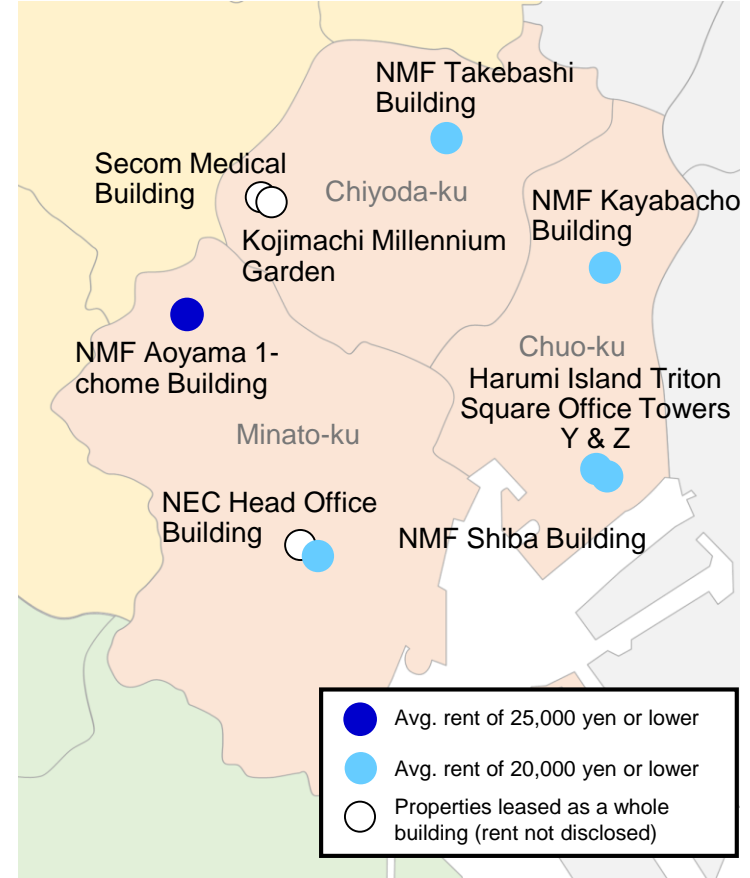 NMF Takebashi
Building
Secom Medical
Building
Chiyoda-ku
NMF Kayabacho
Building
Kojimachi Millennium
Garden
NMF Aoyama 1-
chome Building
Chuo-ku
Harumi Island Triton
Square Office Towers
Y & Z
Minato-ku
NEC Head Office
Building
NMF Shiba Building
Avg. rent of 25,000 yen or lower
Avg. rent of 20,000 yen or lower
Properties leased as a whole
building (rent not disclosed)